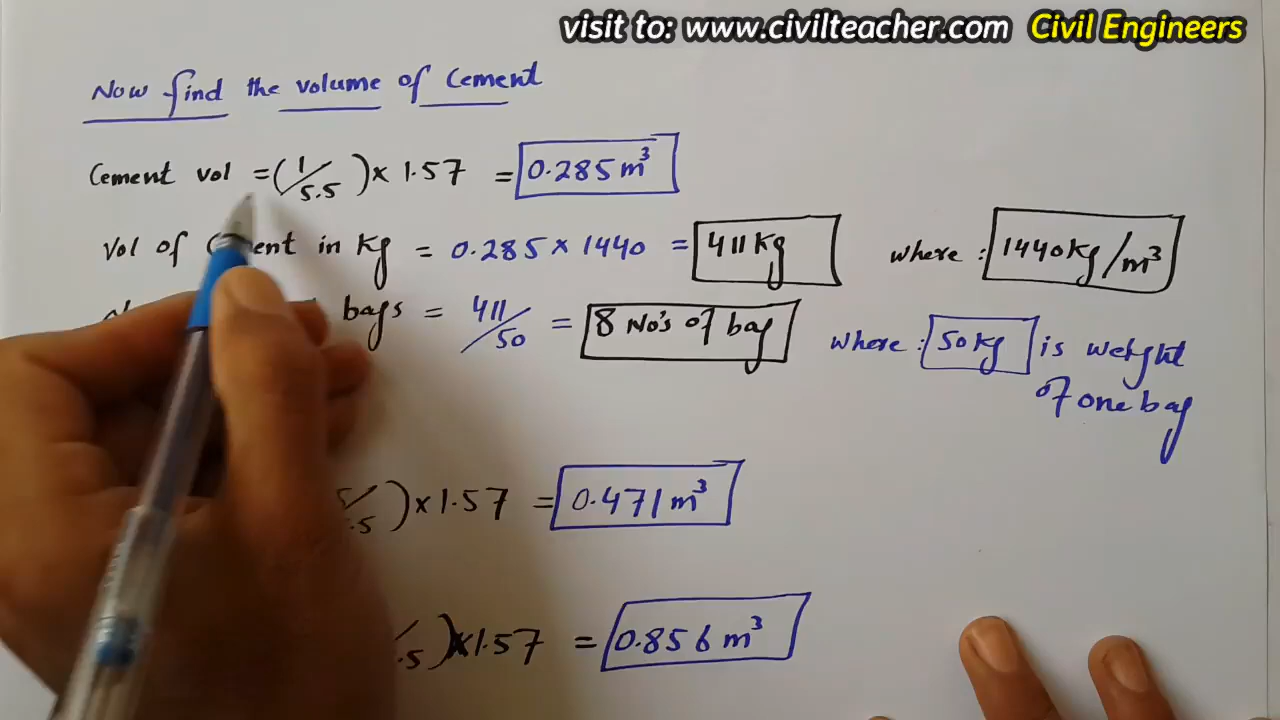 visit to: www.civilteacher.com Civil Engineers
Now find the volume of Cement
Cement vol = (1/5.5) × 1.57 = 0.285 m³
Vol of in Kg = 0.285 × 1440 = 411 Kg where: 1440 Kg/m³
bags = 411/50 = 8 No's of bag where: 50 Kg is weight
of one bag
.5) × 1.57 = 0.471 m³
.5) × 1.57 = 0.856 m³